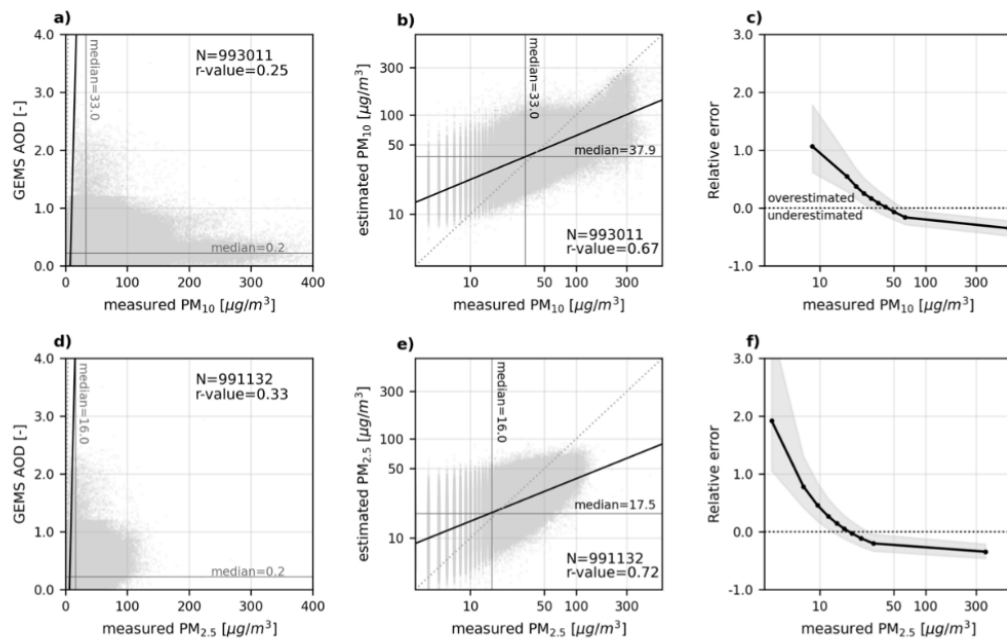 a)
4.0
3.0
2.0
1.0
0.0
GEMS AOD [-]
median=33.0
N=993011
r-value=0.25
median=0.2
0 100 200 300 400
measured PM₁₀ [µg/m³]
b)
300
100
50
10
estimated PM₁₀ [µg/m³]
median=33.0
median=37.9
N=993011
r-value=0.67
10 50 100 300
measured PM₁₀ [µg/m³]
c)
3.0
2.0
1.0
0.0
-1.0
Relative error
overestimated
underestimated
10 50 100 300
measured PM₁₀ [µg/m³]
d)
4.0
3.0
2.0
1.0
0.0
GEMS AOD [-]
median=16.0
N=991132
r-value=0.33
median=0.2
0 100 200 300 400
measured PM₂.₅ [µg/m³]
e)
300
100
50
10
estimated PM₂.₅ [µg/m³]
median=16.0
median=17.5
N=991132
r-value=0.72
10 50 100 300
measured PM₂.₅ [µg/m³]
f)
3.0
2.0
1.0
0.0
-1.0
Relative error
10 50 100 300
measured PM₂.₅ [µg/m³]